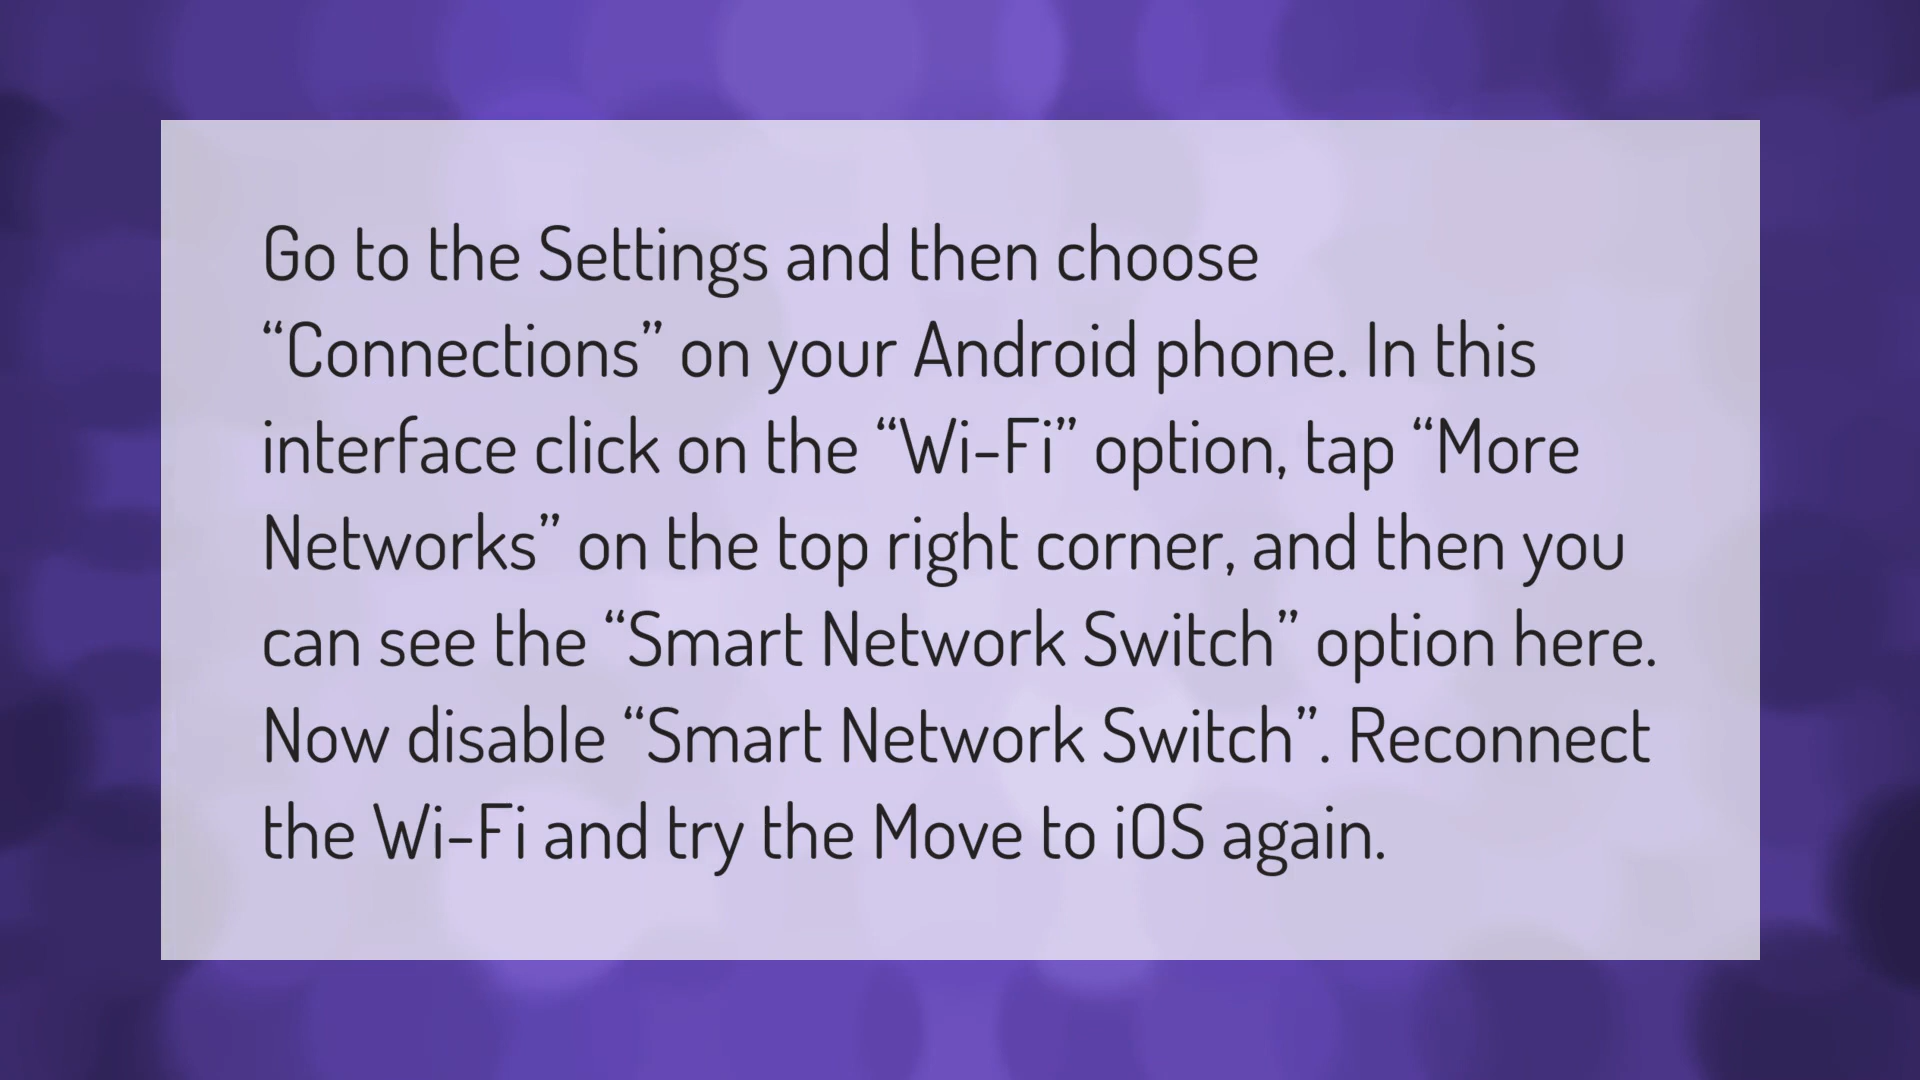 Go to the Settings and then choose
“Connections” on your Android phone. In this
interface click on the “Wi-Fi” option, tap “More
Networks” on the top right corner, and then you
can see the “Smart Network Switch” option here.
Now disable “Smart Network Switch”. Reconnect
the Wi-Fi and try the Move to iOS again.